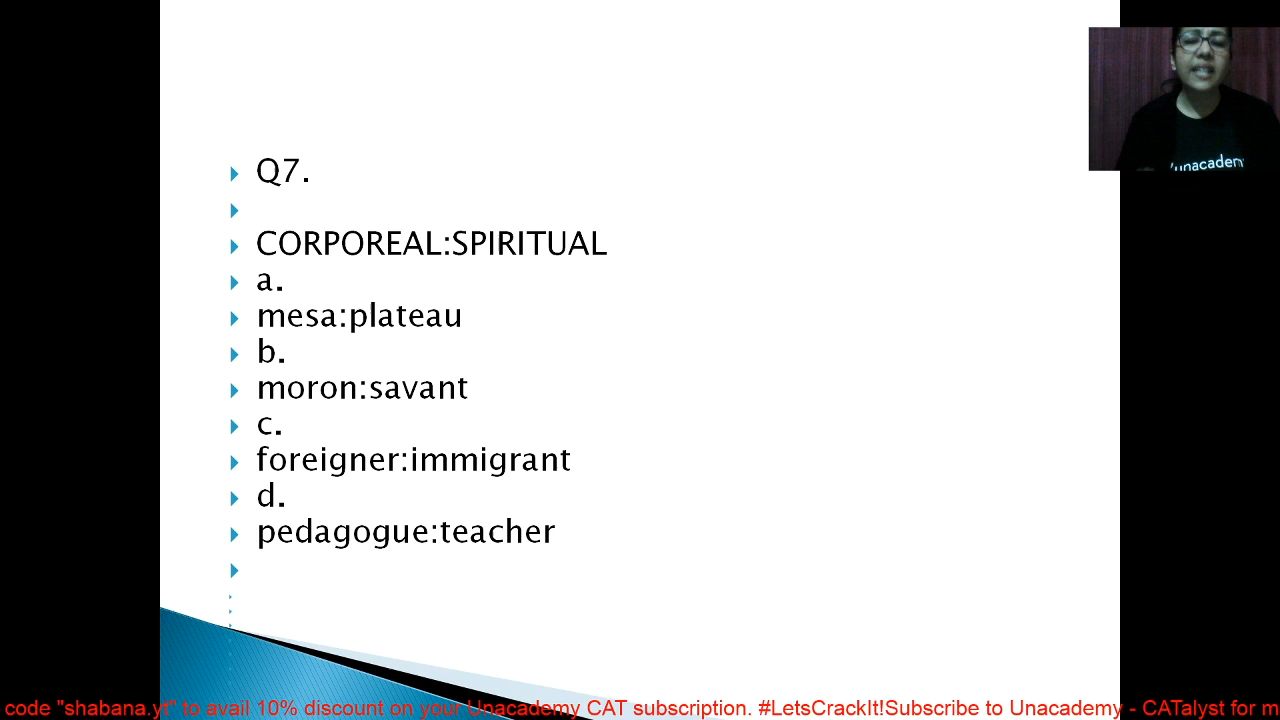 Q7.
CORPOREAL:SPIRITUAL
a.
mesa:plateau
b.
moron:savant
c.
foreigner:immigrant
d.
pedagogue:teacher
unacademy
code "shabana.yt" to avail 10% discount on your Unacademy CAT subscription. #LetsCrackIt!Subscribe to Unacademy - CATalyst for m